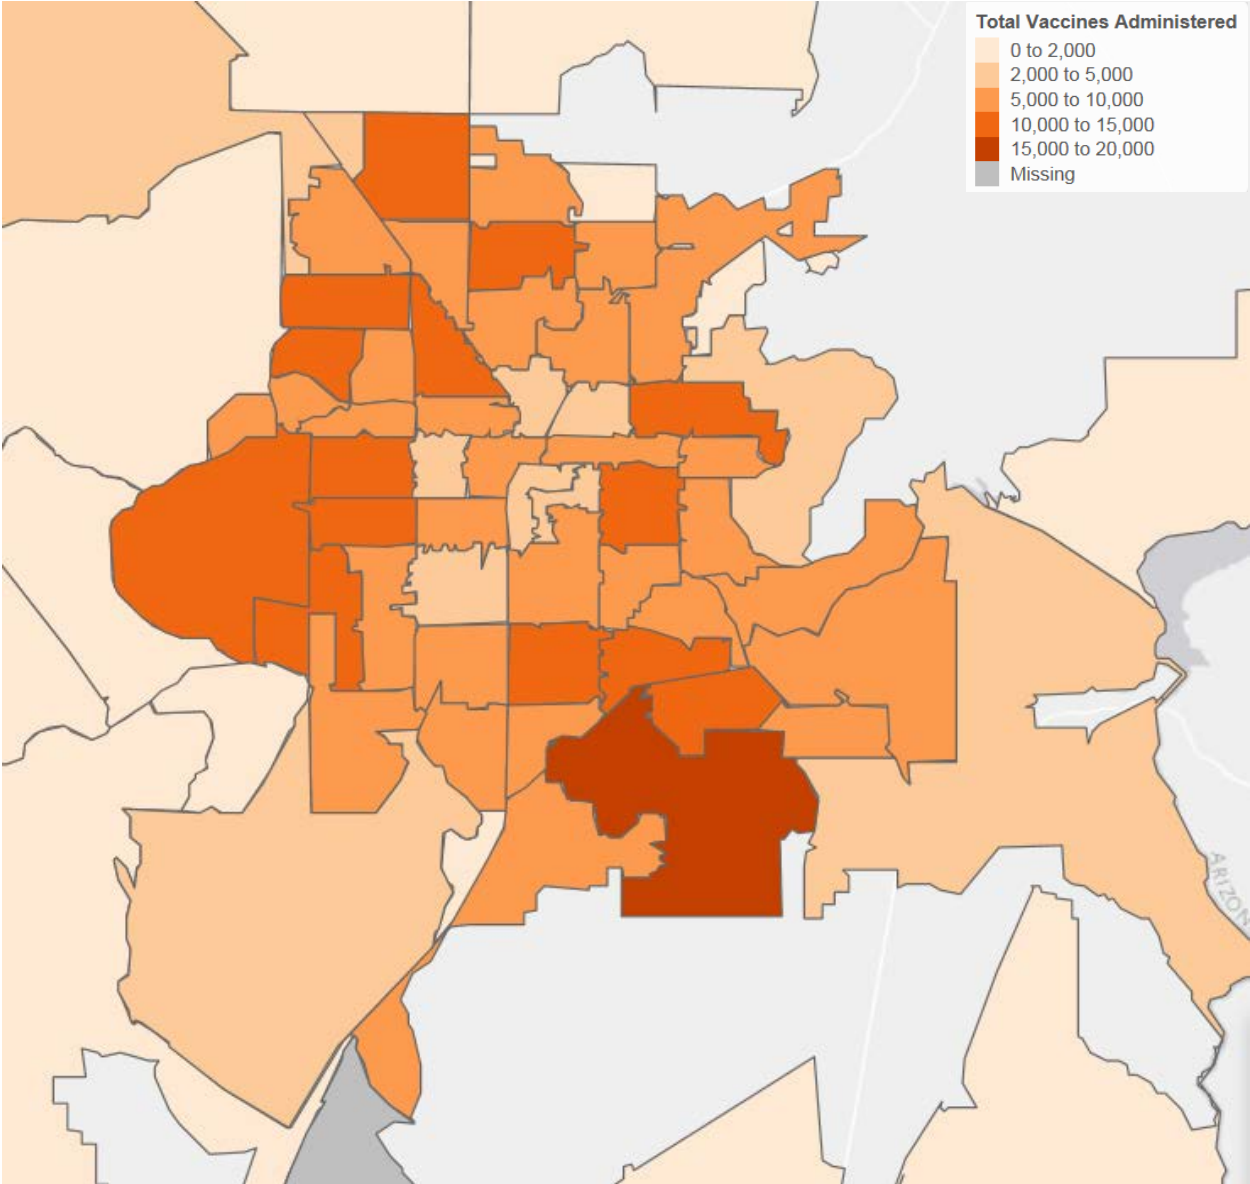 Total Vaccines Administered
0 to 2,000
2,000 to 5,000
5,000 to 10,000
10,000 to 15,000
15,000 to 20,000
Missing
ARIZON